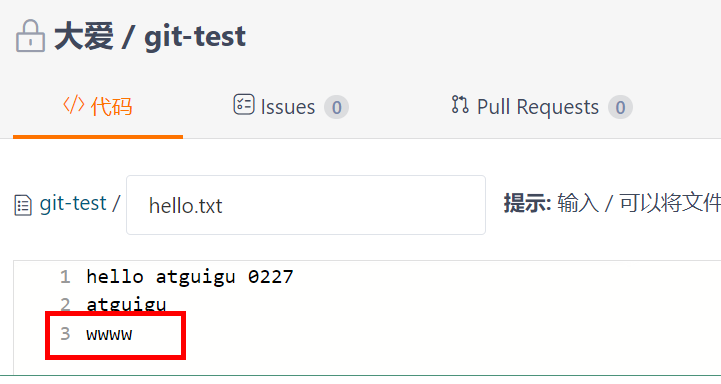 大爱 / git-test
代码 Issues 0 Pull Requests 0
git-test / hello.txt 提示: 输入 / 可以将文件
1 hello atguigu 0227
2 atguigu
3 wwww